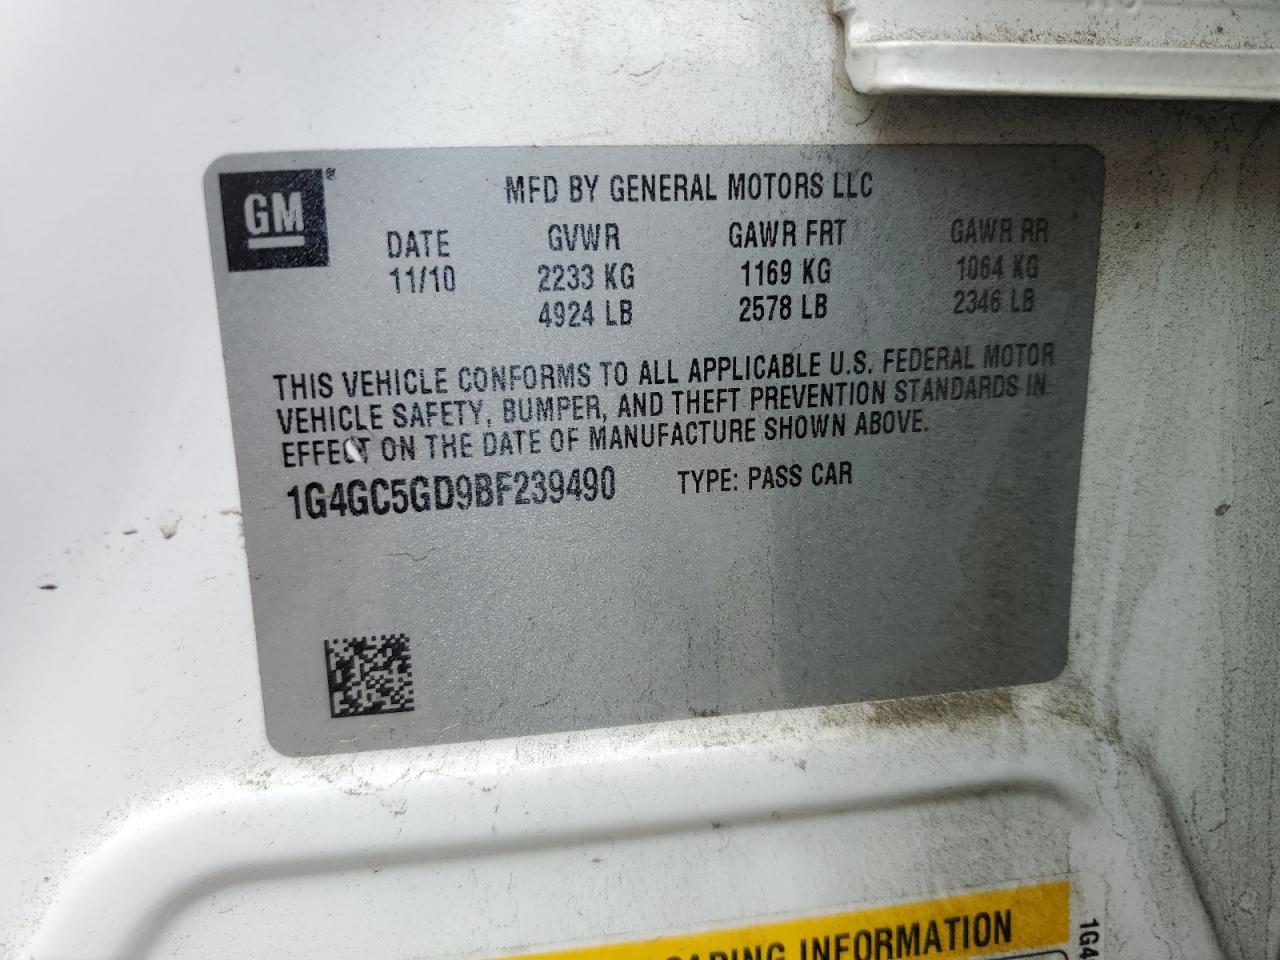 GM®
MFD BY GENERAL MOTORS LLC
DATE GVWR GAWR FRT GAWR RR
11/10 2233 KG 1169 KG 1064 KG
4924 LB 2578 LB 2346 LB
THIS VEHICLE CONFORMS TO ALL APPLICABLE U.S. FEDERAL MOTOR
VEHICLE SAFETY, BUMPER, AND THEFT PREVENTION STANDARDS IN
EFFECT ON THE DATE OF MANUFACTURE SHOWN ABOVE.
1G4GC5GD9BF239490 TYPE: PASS CAR
INFORMATION
1G4